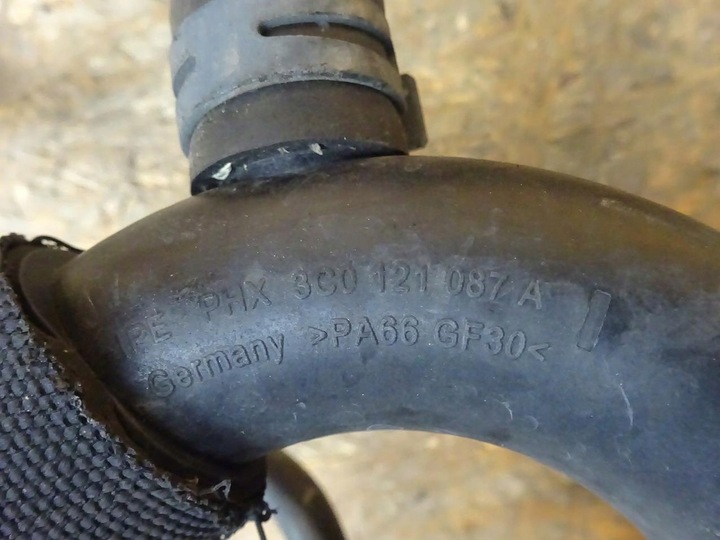 PHX 3C0 121 087 A
Germany >PA66 GF30<